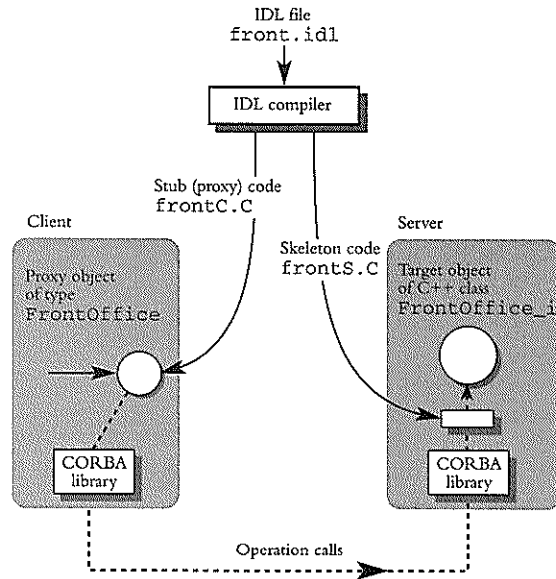 IDL file
front.idl
IDL compiler
Stub (proxy) code
frontC.C
Client
Server
Skeleton code
frontS.C
Proxy object
of type
FrontOffice
Target object
of C++ class
FrontOffice_i
CORBA
library
CORBA
library
Operation calls